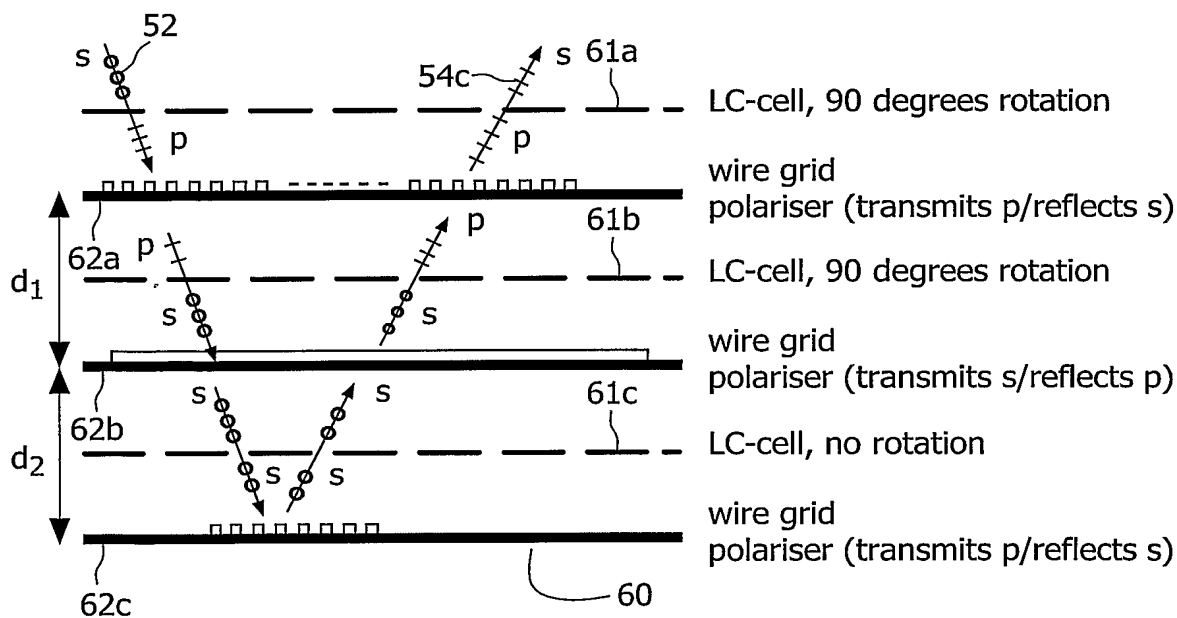 s 52 54c s 61a
LC-cell, 90 degrees rotation
p p
wire grid
polariser (transmits p/reflects s)
62a p p 61b
d1
LC-cell, 90 degrees rotation
s s
wire grid
polariser (transmits s/reflects p)
62b s s 61c
d2
LC-cell, no rotation
s s
wire grid
polariser (transmits p/reflects s)
62c 60